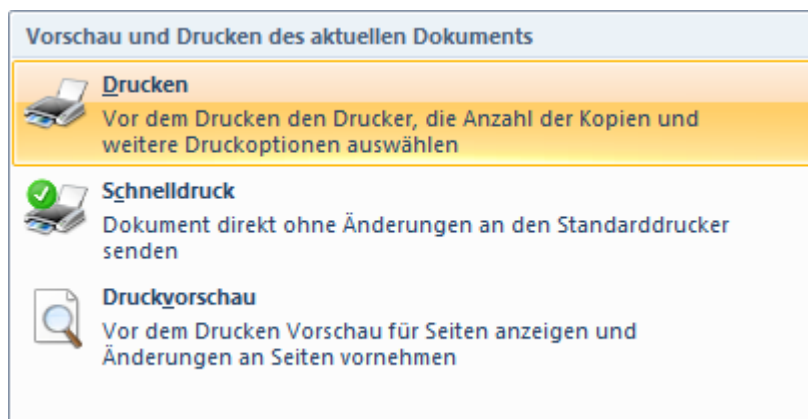 Vorschau und Drucken des aktuellen Dokuments
Drucken
Vor dem Drucken den Drucker, die Anzahl der Kopien und
weitere Druckoptionen auswählen
Schnelldruck
Dokument direkt ohne Änderungen an den Standarddrucker
senden
Druckvorschau
Vor dem Drucken Vorschau für Seiten anzeigen und
Änderungen an Seiten vornehmen